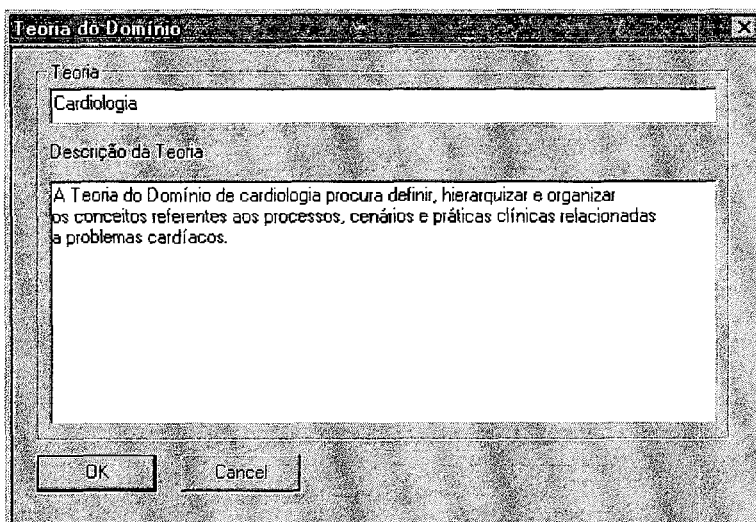 Teoria do Domínio
Teoria
Cardiologia
Descrição da Teoria
A Teoria do Domínio de cardiologia procura definir, hierarquizar e organizar
os conceitos referentes aos processos, cenários e práticas clínicas relacionadas
a problemas cardíacos.
OK
Cancel